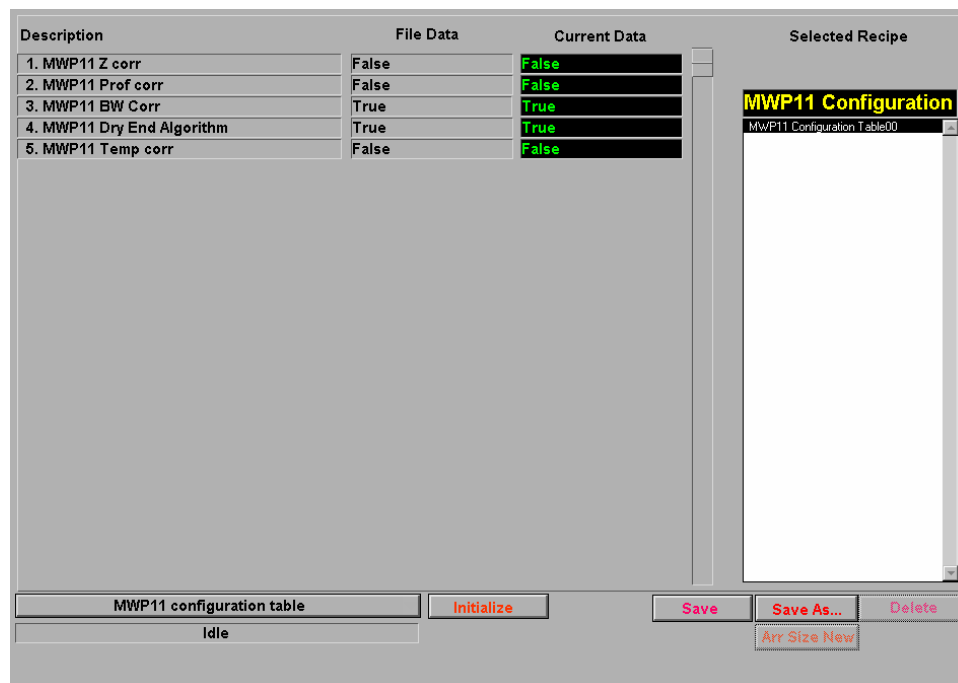 Description File Data Current Data Selected Recipe
1. MWP11 Z corr False False
2. MWP11 Prof corr False False
3. MWP11 BW Corr True True
4. MWP11 Dry End Algorithm True True
5. MWP11 Temp corr False False
MWP11 Configuration
MWP11 Configuration Table00
MWP11 configuration table Initialize Save Save As... Delete
Idle
Arr Size New